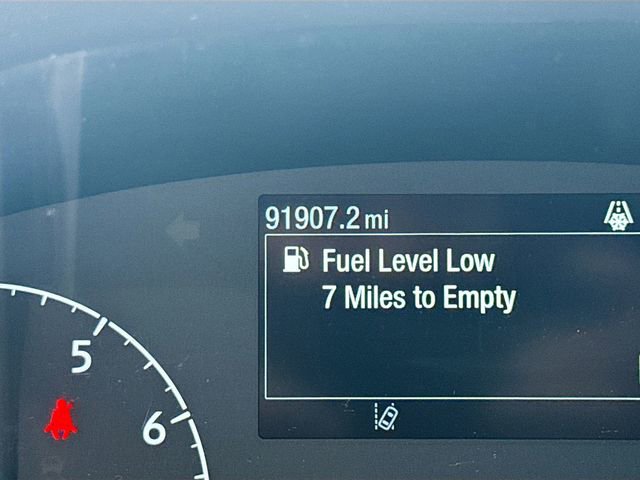 91907.2 mi
Fuel Level Low
7 Miles to Empty
5
6